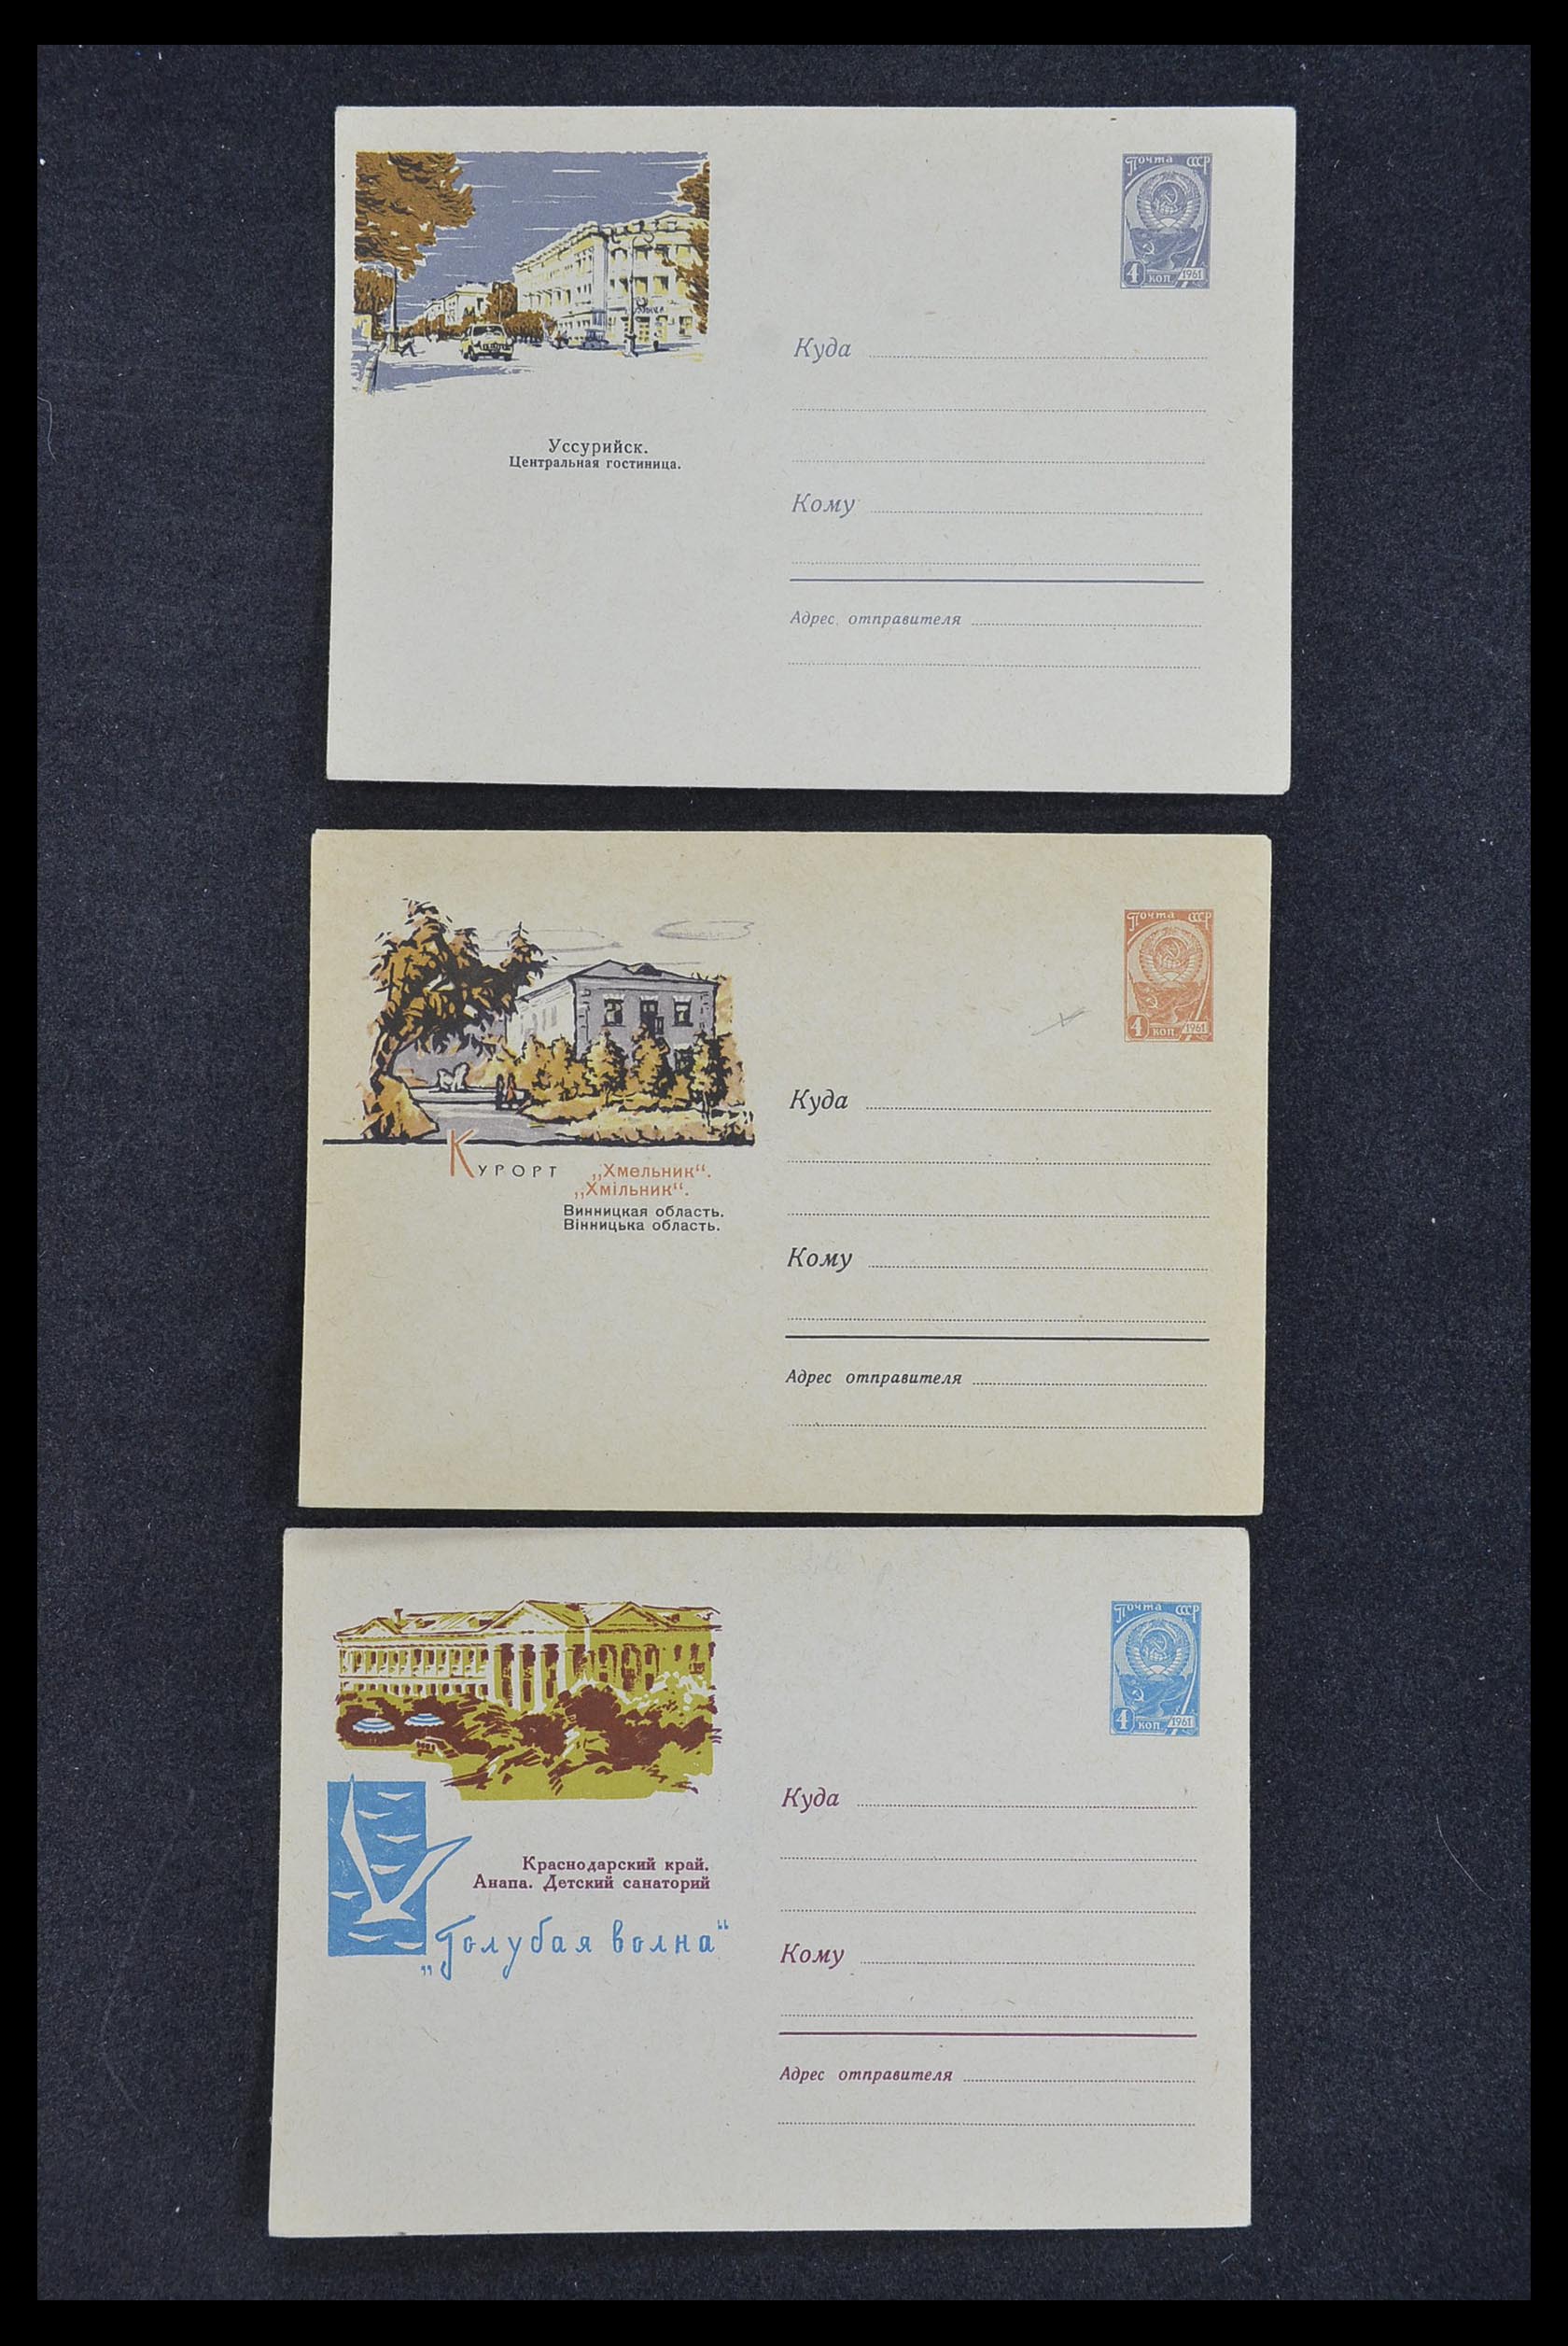 Почта СССР
4 коп 1961
Куда
Уссурийск.
Центральная гостиница.
Кому
Адрес отправителя
Почта СССР
4 коп 1961
Куда
Курорт „Хмельник“.
„Хмільник“.
Винницкая область.
Вінницька область.
Кому
Адрес отправителя
Почта СССР
4 коп 1961
Куда
Краснодарский край.
Анапа. Детский санаторий
„Голубая волна“
Кому
Адрес отправителя